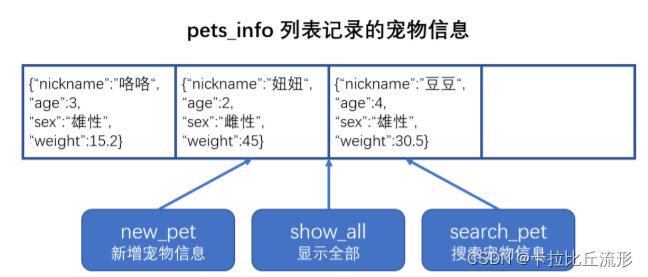 pets_info 列表记录的宠物信息
{“nickname”:”咯咯“,
“age”:3,
“sex”:“雄性”,
“weight”:15.2}
{“nickname”:”妞妞“,
“age”:2,
“sex”:“雌性”,
“weight”:45}
{“nickname”:”豆豆“,
“age”:4,
“sex”:“雄性”,
“weight”:30.5}
new_pet
新增宠物信息
show_all
显示全部
search_pet
搜索宠物信息
CSDN @卡拉比丘流形